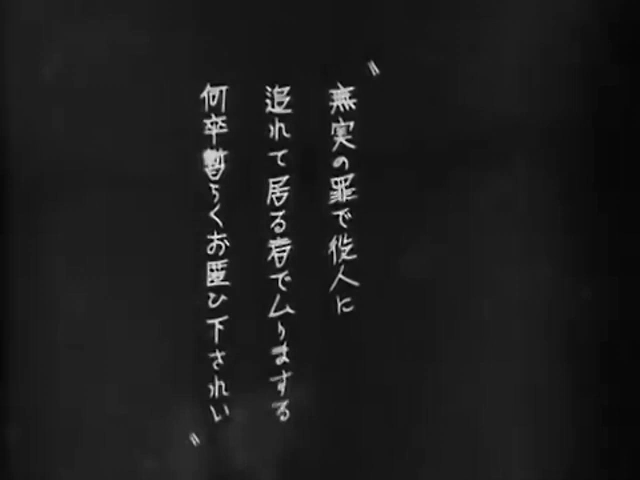 〝無実の罪で役人に
追れて居る者でムりまする
何卒暫らくお匿ひ下されい〟